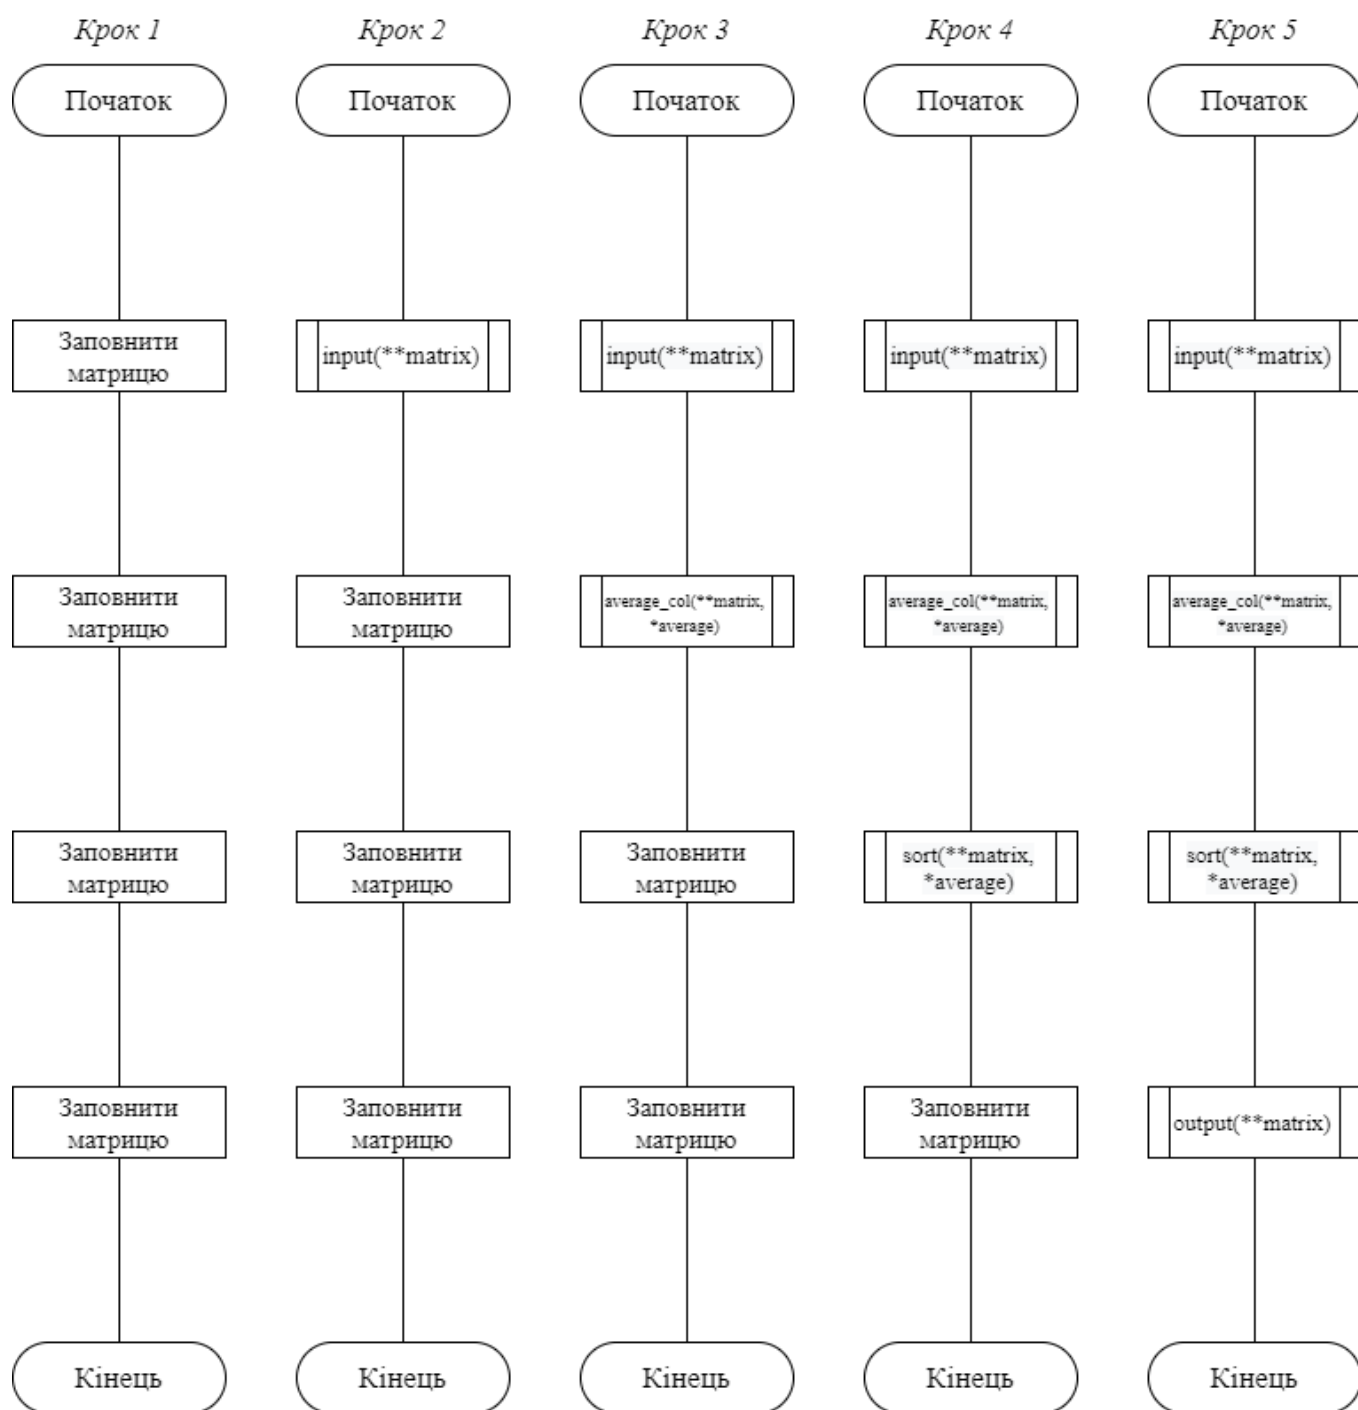 Крок 1
Крок 2
Крок 3
Крок 4
Крок 5
Початок
Початок
Початок
Початок
Початок
Заповнити
матрицю
input(**matrix)
input(**matrix)
input(**matrix)
input(**matrix)
Заповнити
матрицю
Заповнити
матрицю
average_col(**matrix,
*average)
average_col(**matrix,
*average)
average_col(**matrix,
*average)
Заповнити
матрицю
Заповнити
матрицю
Заповнити
матрицю
sort(**matrix,
*average)
sort(**matrix,
*average)
Заповнити
матрицю
Заповнити
матрицю
Заповнити
матрицю
Заповнити
матрицю
output(**matrix)
Кінець
Кінець
Кінець
Кінець
Кінець